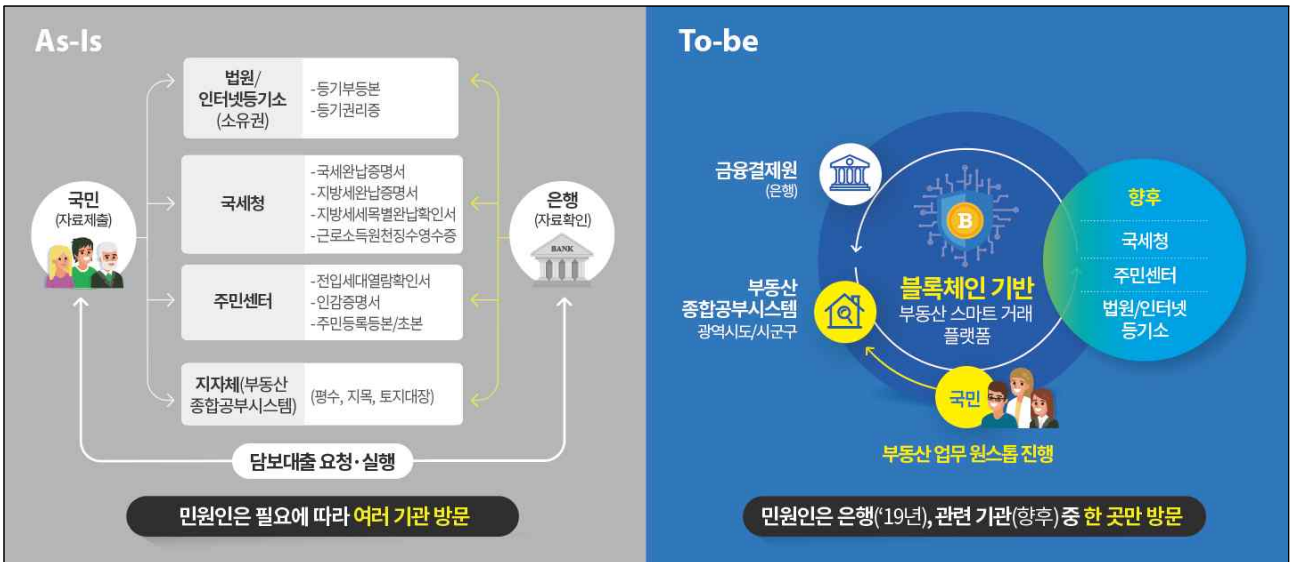 As-Is
법원/
인터넷등기소
(소유권)
-등기부등본
-등기권리증
국민
(자료제출)
국세청
-국세완납증명서
-지방세완납증명서
-지방세세목별완납확인서
-근로소득원천징수영수증
은행
(자료확인)
BANK
주민센터
-전입세대열람확인서
-인감증명서
-주민등록등본/초본
지자체(부동산
종합공부시스템)
(평수, 지목, 토지대장)
담보대출 요청·실행
민원인은 필요에 따라 여러 기관 방문
To-be
금융결제원
(은행)
B
부동산
종합공부시스템
광역시도/시군구
블록체인 기반
부동산 스마트 거래
플랫폼
향후
국세청
주민센터
법원/인터넷
등기소
국민
부동산 업무 원스톱 진행
민원인은 은행('19년), 관련 기관(향후) 중 한 곳만 방문